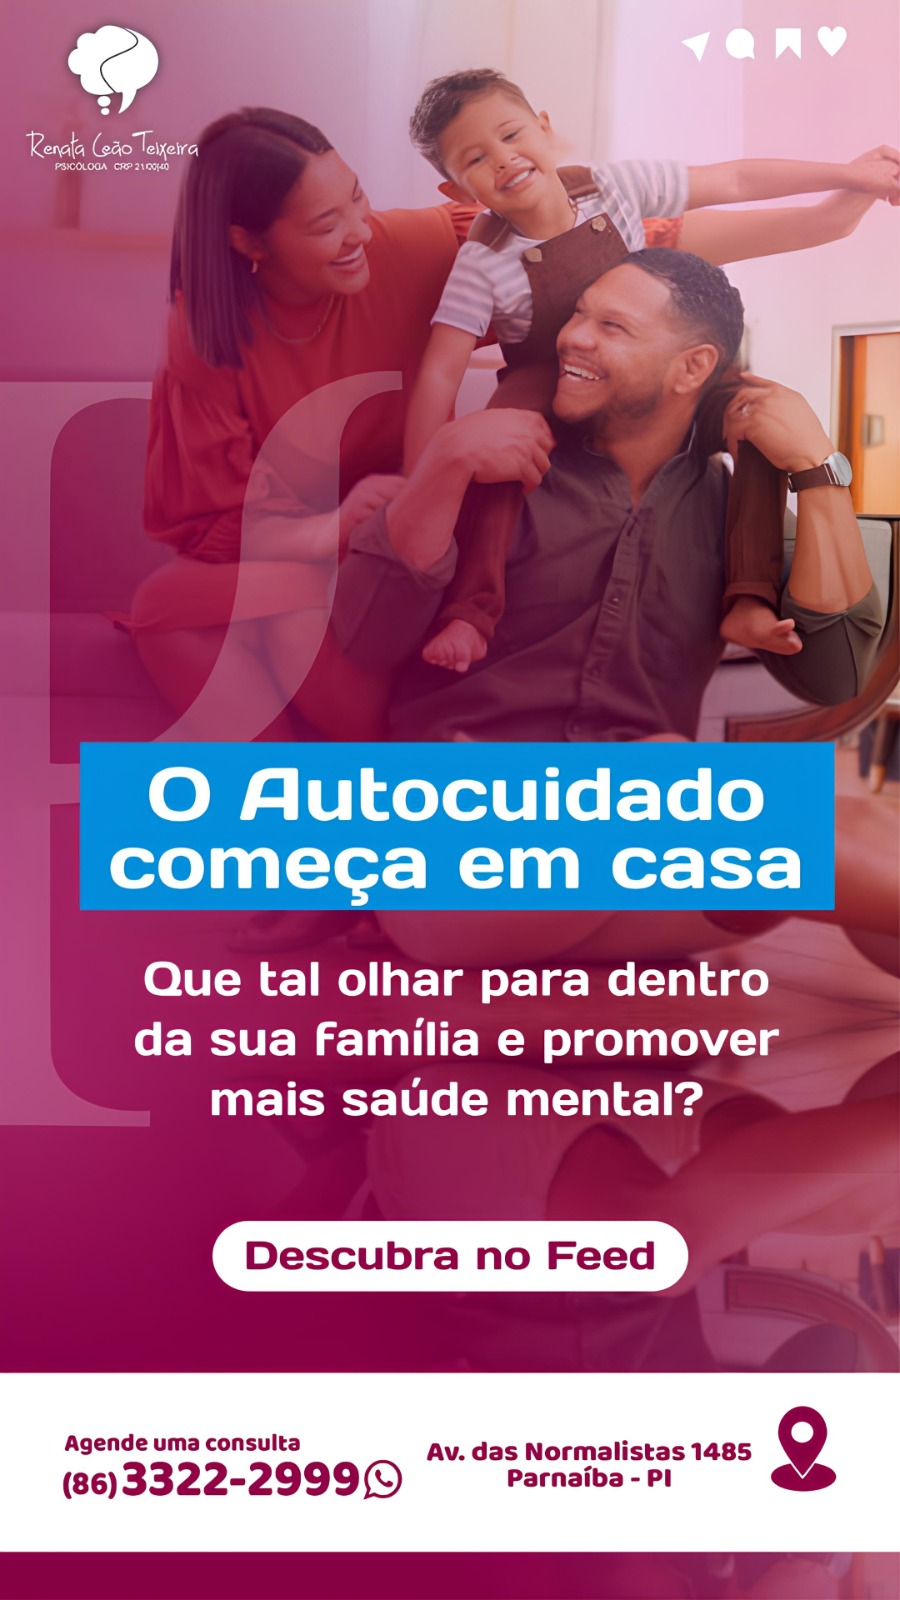 Renata Leão Teixeira
PSICÓLOGA CRP 21/00140
O Autocuidado
começa em casa
Que tal olhar para dentro
da sua família e promover
mais saúde mental?
Descubra no Feed
Agende uma consulta
(86) 3322-2999
Av. das Normalistas 1485
Parnaíba - PI